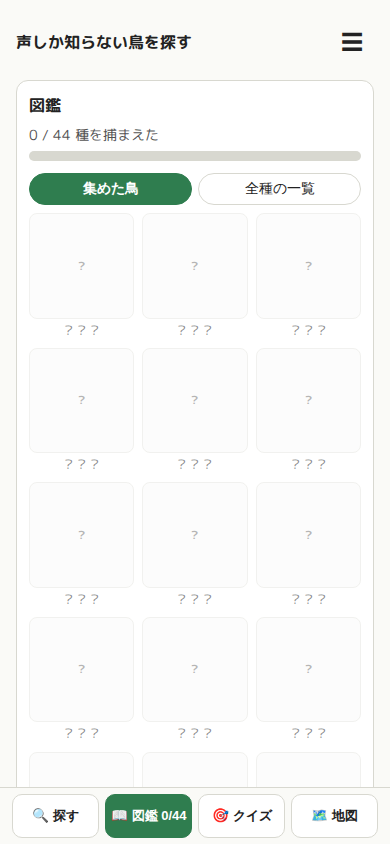 声しか知らない鳥を探す
図鑑
0 / 44 種を捕まえた
集めた鳥
全種の一覧
? ? ?
？？？ ？？？ ？？？
? ? ?
？？？ ？？？ ？？？
? ? ?
？？？ ？？？ ？？？
? ? ?
？？？ ？？？ ？？？
🔍 探す
📖 図鑑 0/44
🎯 クイズ
🗺️ 地図